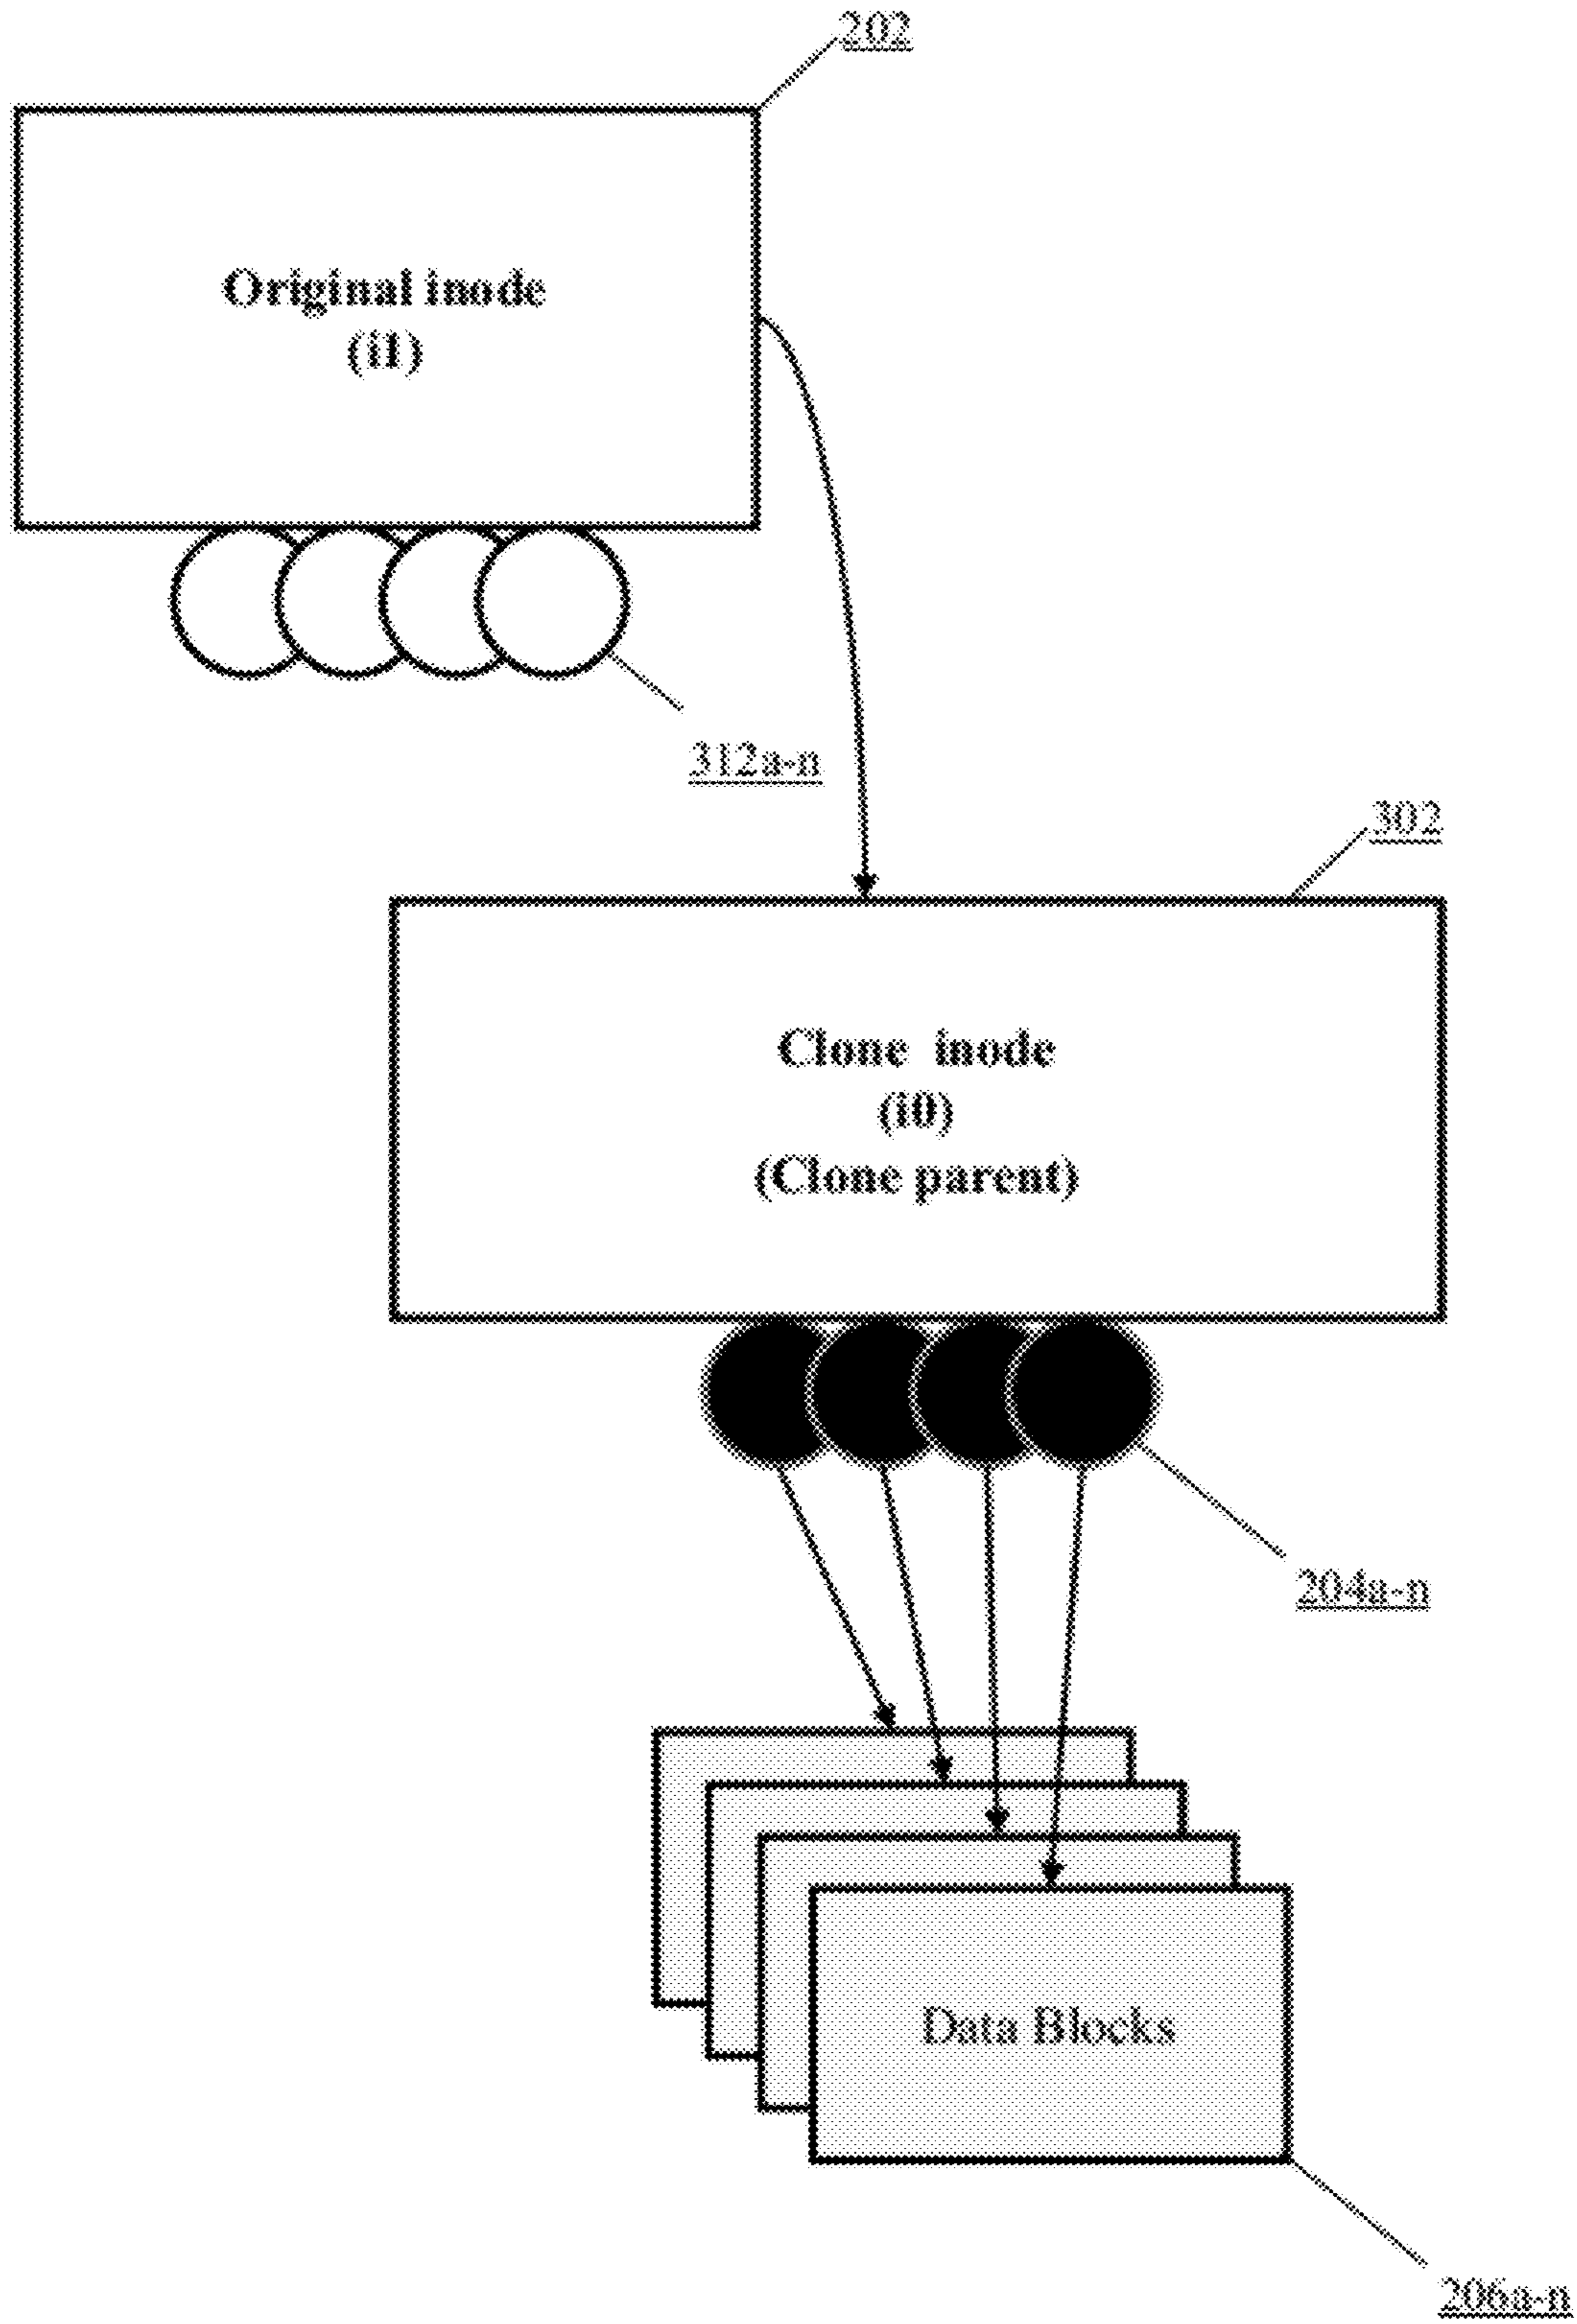 202
Original inode
(i1)
312a-n
302
Clone inode
(i0)
(Clone parent)
204a-n
Data Blocks
206a-n